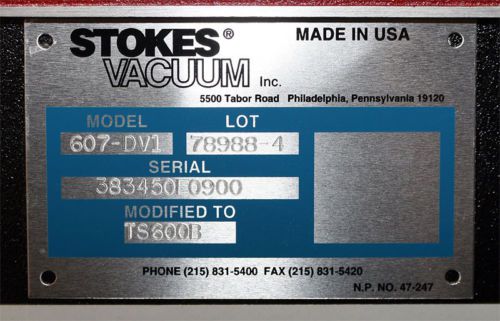 STOKES® MADE IN USA
VACUUM Inc.
5500 Tabor Road Philadelphia, Pennsylvania 19120
MODEL LOT
607-DV1 78988-4
SERIAL
383450L0900
MODIFIED TO
TS600B
PHONE (215) 831-5400 FAX (215) 831-5420
N.P. NO. 47-247